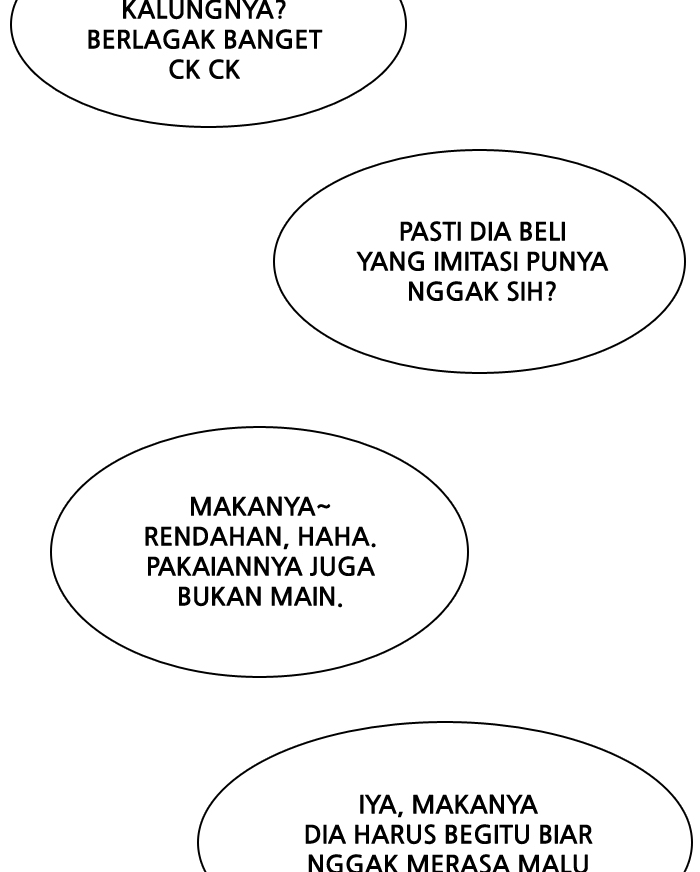 KALUNGNYA?
BERLAGAK BANGET
CK CK
PASTI DIA BELI
YANG IMITASI PUNYA
NGGAK SIH?
MAKANYA~
RENDAHAN, HAHA.
PAKAIANNYA JUGA
BUKAN MAIN.
IYA, MAKANYA
DIA HARUS BEGITU BIAR
NGGAK MERASA MALU